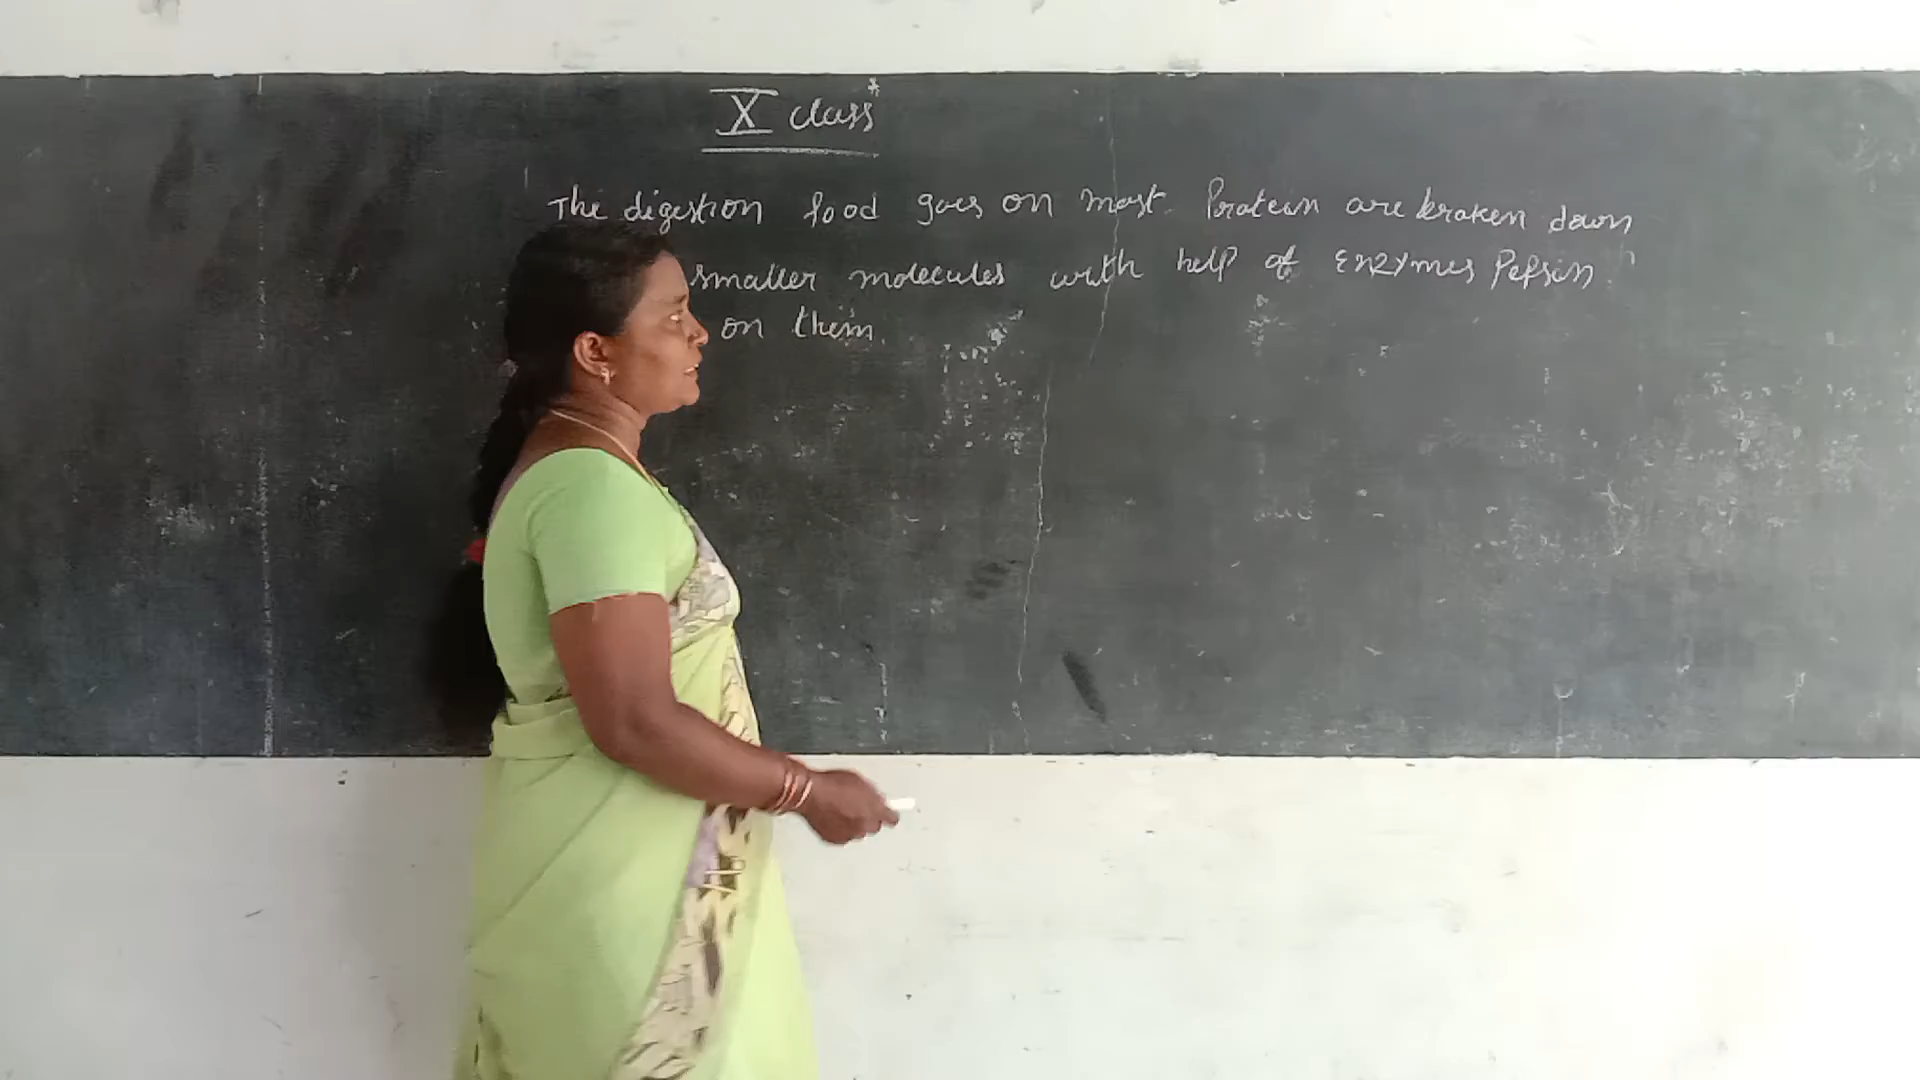 X class*
The digestion food goes on most. Protein are broken down
smaller molecules with help of Enzymes Pepsin
on them.